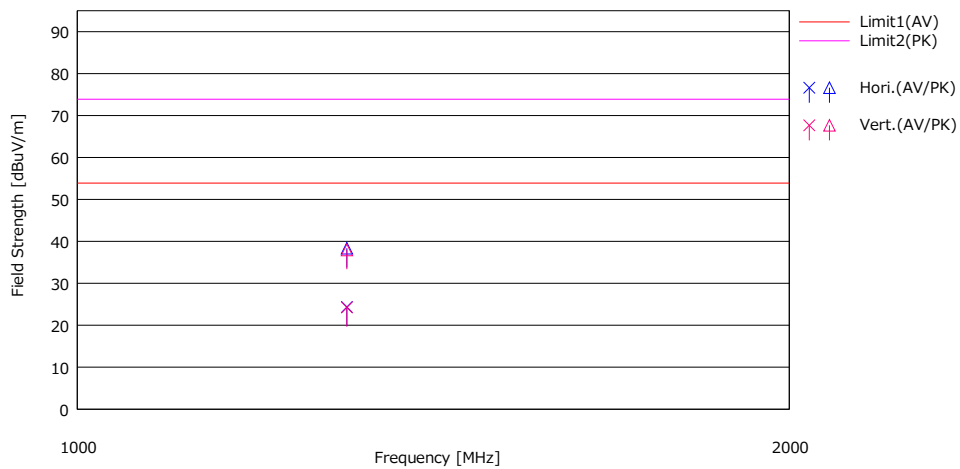 Limit1(AV)
Limit2(PK)
Hori.(AV/PK)
Vert.(AV/PK)
Field Strength [dBuV/m]
90
80
70
60
50
40
30
20
10
0
1000
2000
Frequency [MHz]